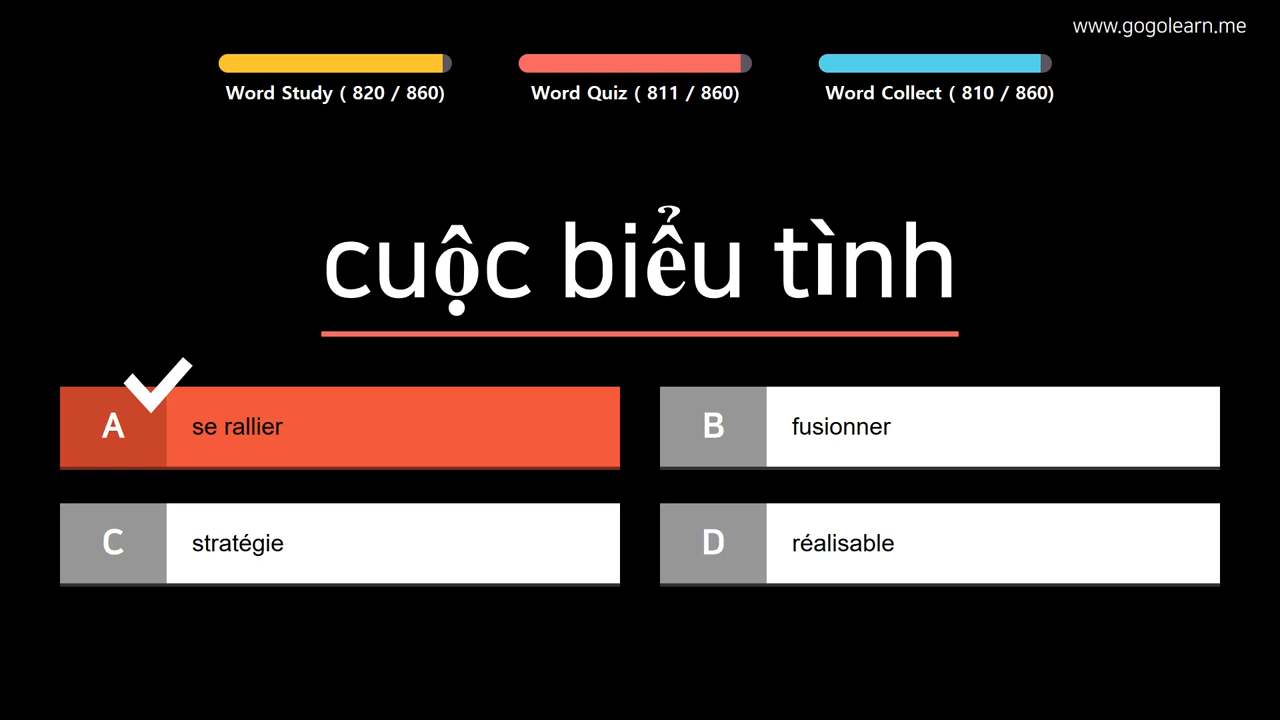 www.gogolearn.me
Word Study ( 820 / 860)
Word Quiz ( 811 / 860)
Word Collect ( 810 / 860)
cuộc biểu tình
A se rallier
B fusionner
C stratégie
D réalisable